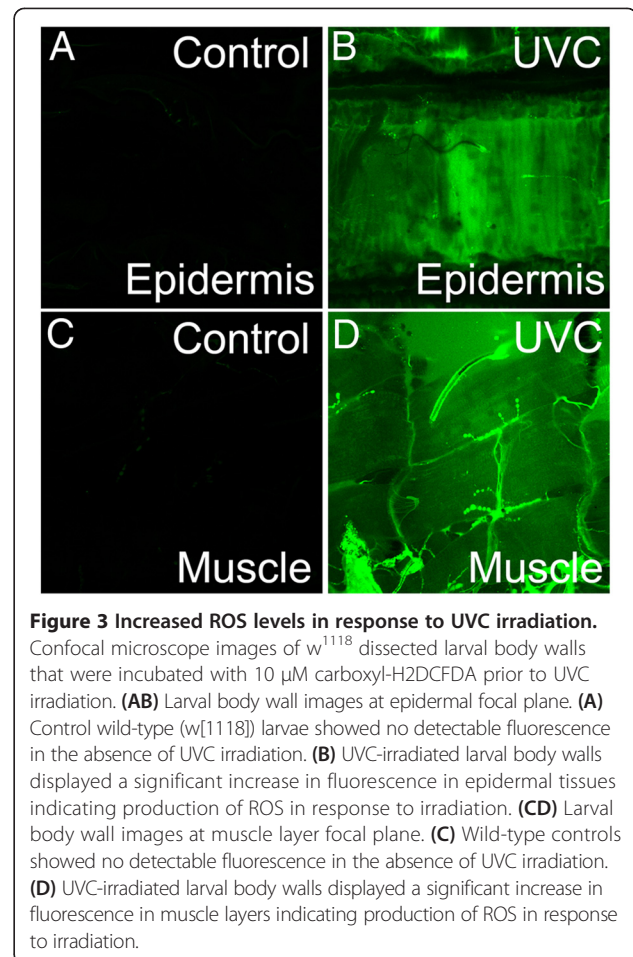 A Control
Epidermis
B UVC
Epidermis
C Control
Muscle
D UVC
Muscle
Figure 3 Increased ROS levels in response to UVC irradiation.
Confocal microscope images of w1118 dissected larval body walls
that were incubated with 10 μM carboxyl-H2DCFDA prior to UVC
irradiation. (AB) Larval body wall images at epidermal focal plane. (A)
Control wild-type (w[1118]) larvae showed no detectable fluorescence
in the absence of UVC irradiation. (B) UVC-irradiated larval body walls
displayed a significant increase in fluorescence in epidermal tissues
indicating production of ROS in response to irradiation. (CD) Larval
body wall images at muscle layer focal plane. (C) Wild-type controls
showed no detectable fluorescence in the absence of UVC irradiation.
(D) UVC-irradiated larval body walls displayed a significant increase in
fluorescence in muscle layers indicating production of ROS in response
to irradiation.